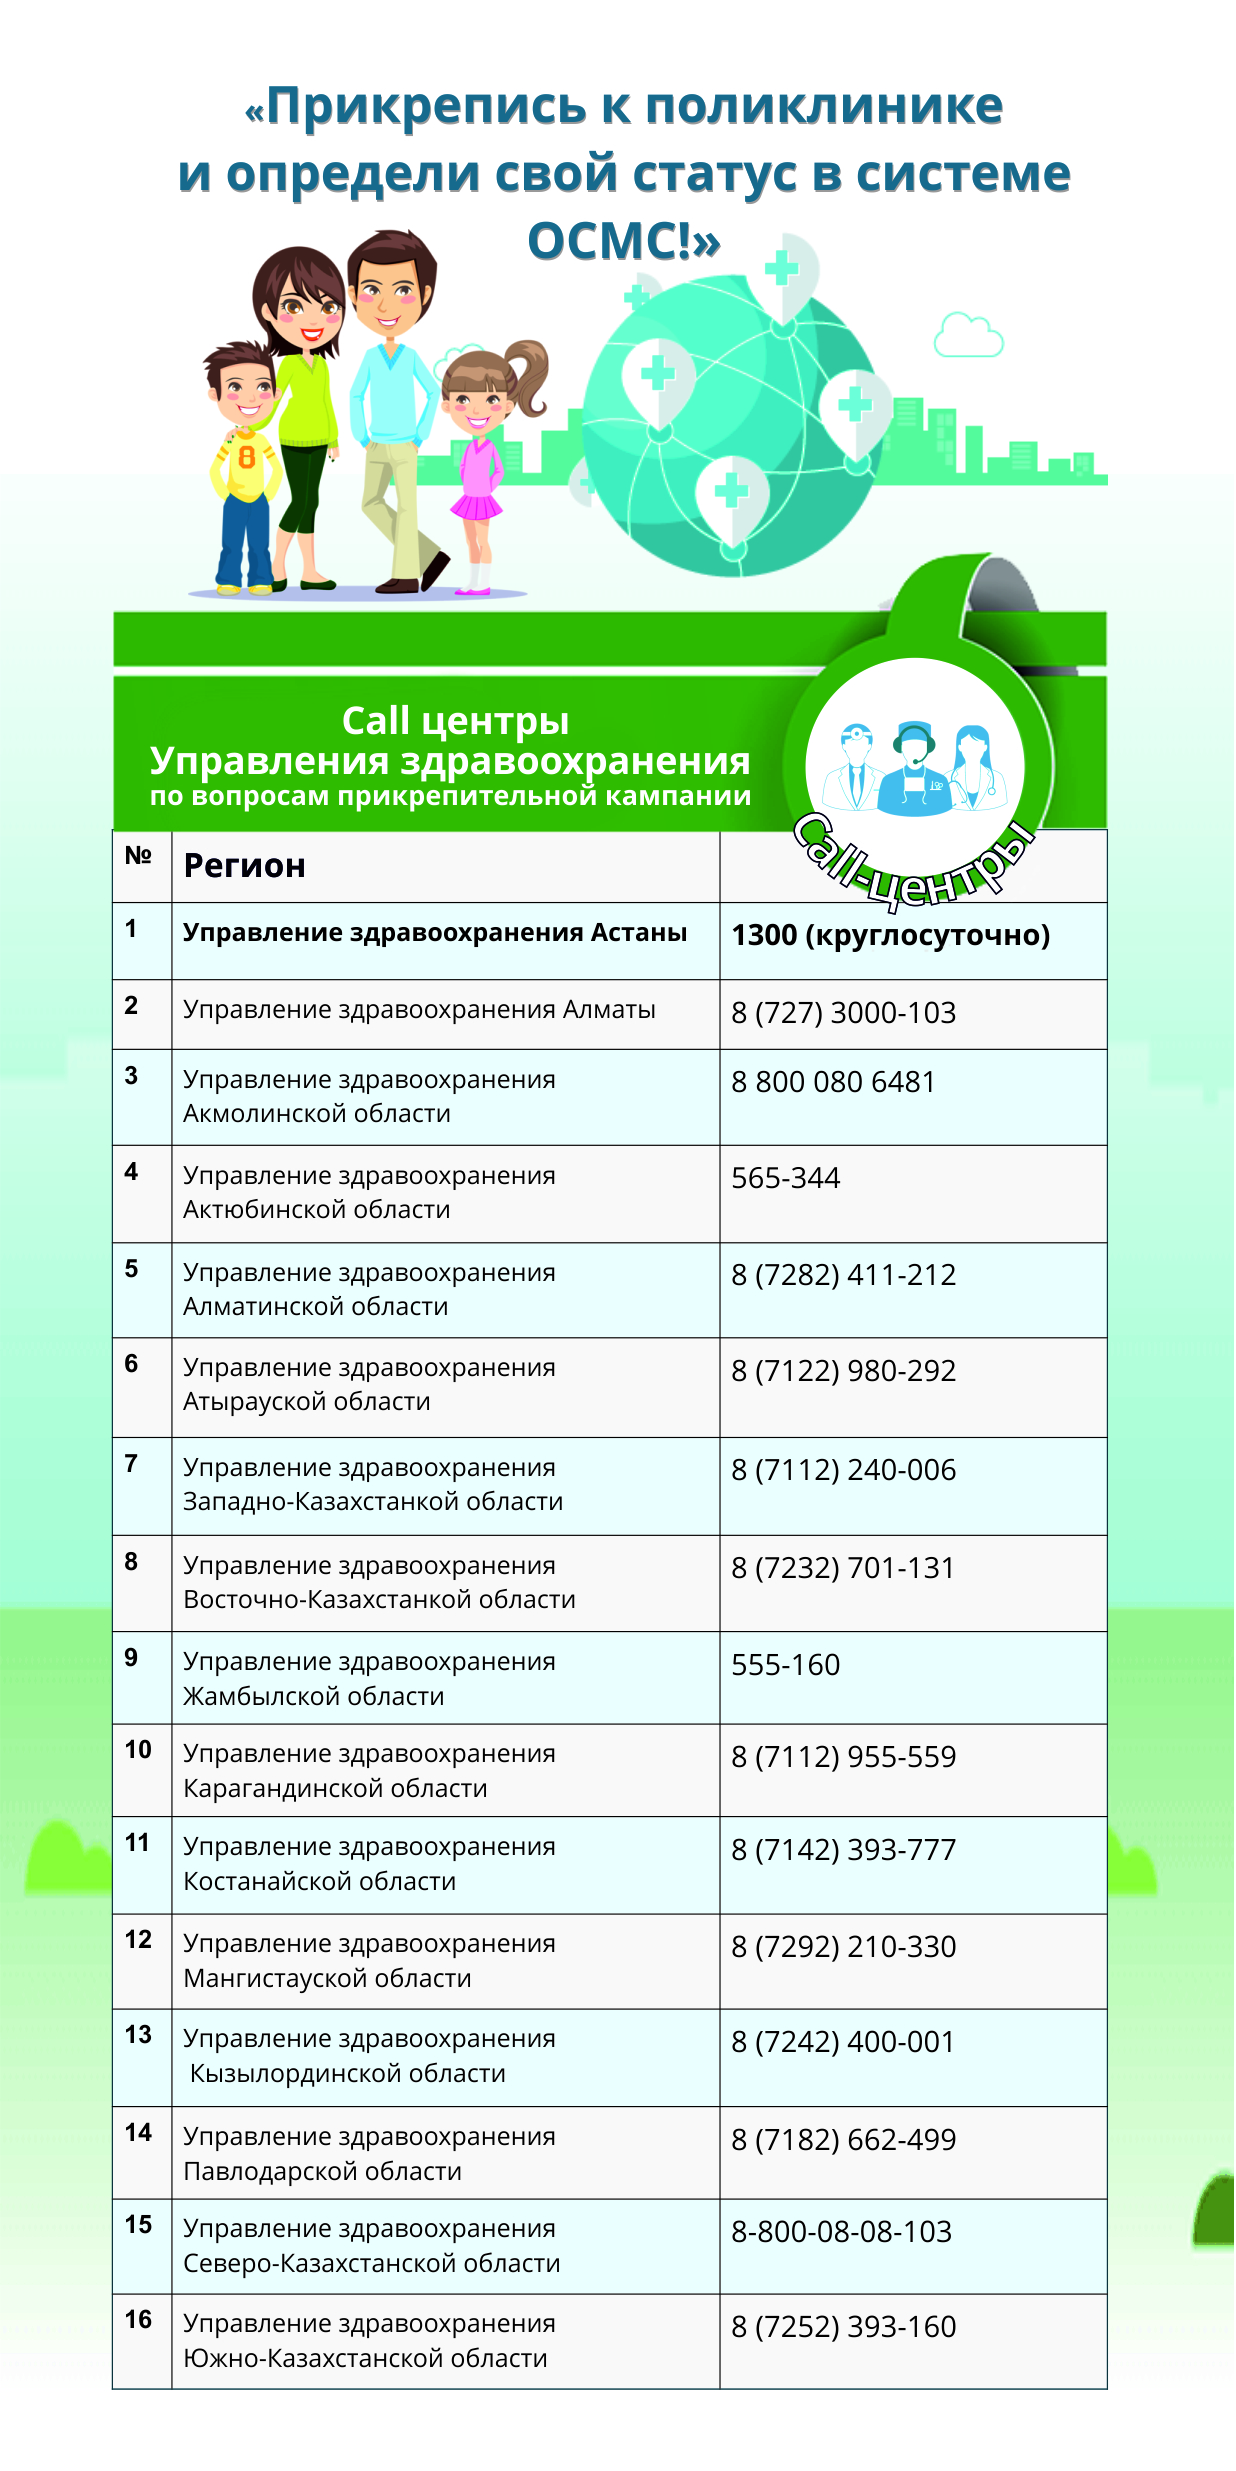 «Прикрепись к поликлинике
и определи свой статус в системе
ОСМС!»
8
Call центры
Управления здравоохранения
по вопросам прикрепительной кампании
Call-центры
№ Регион
1 Управление здравоохранения Астаны 1300 (круглосуточно)
2 Управление здравоохранения Алматы 8 (727) 3000-103
3 Управление здравоохранения 8 800 080 6481
Акмолинской области
4 Управление здравоохранения 565-344
Актюбинской области
5 Управление здравоохранения 8 (7282) 411-212
Алматинской области
6 Управление здравоохранения 8 (7122) 980-292
Атырауской области
7 Управление здравоохранения 8 (7112) 240-006
Западно-Казахстанкой области
8 Управление здравоохранения 8 (7232) 701-131
Восточно-Казахстанкой области
9 Управление здравоохранения 555-160
Жамбылской области
10 Управление здравоохранения 8 (7112) 955-559
Карагандинской области
11 Управление здравоохранения 8 (7142) 393-777
Костанайской области
12 Управление здравоохранения 8 (7292) 210-330
Мангистауской области
13 Управление здравоохранения 8 (7242) 400-001
Кызылординской области
14 Управление здравоохранения 8 (7182) 662-499
Павлодарской области
15 Управление здравоохранения 8-800-08-08-103
Северо-Казахстанской области
16 Управление здравоохранения 8 (7252) 393-160
Южно-Казахстанской области